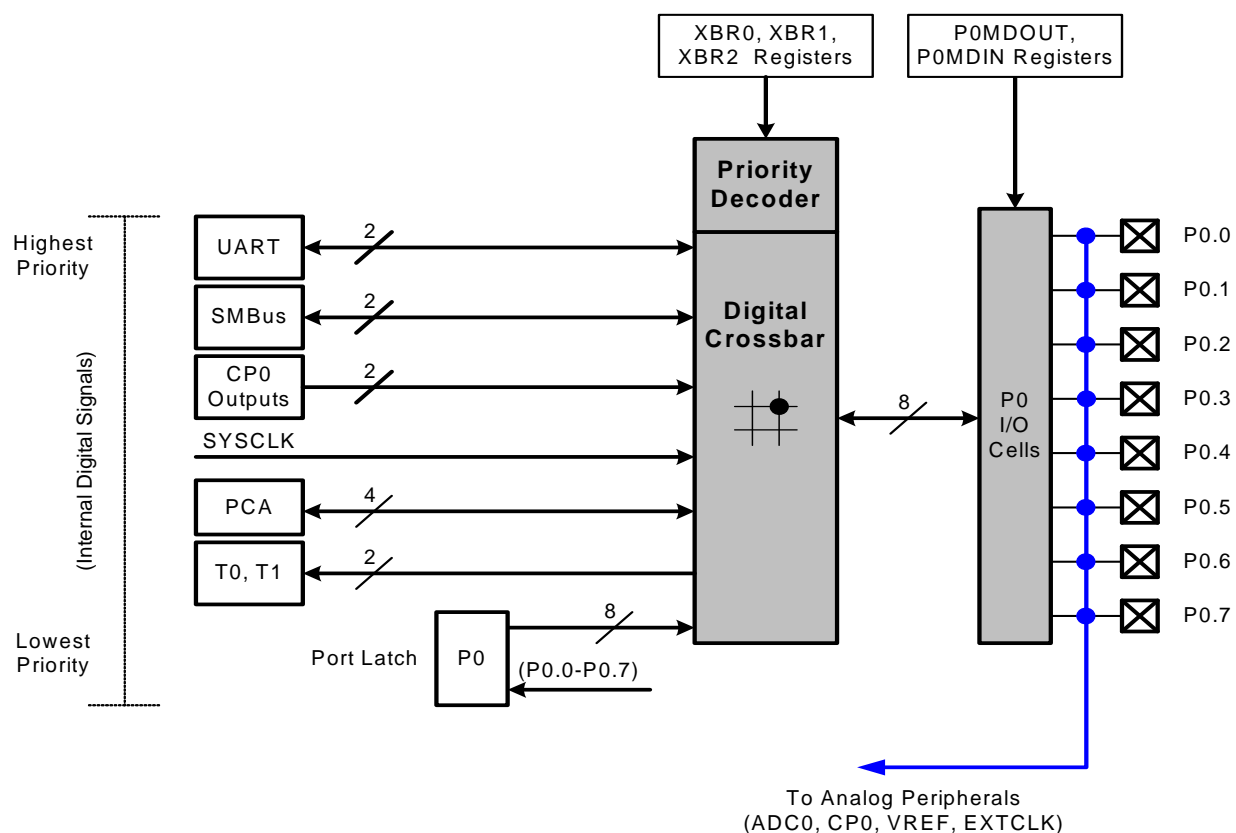 XBR0, XBR1,
XBR2 Registers
P0MDOUT,
P0MDIN Registers
Priority
Decoder
Highest
Priority
UART
2
P0.0
P0.1
SMBus
2
Digital
Crossbar
P0.2
CP0
Outputs
2
P0.3
P0
I/O
Cells
8
SYSCLK
P0.4
(Internal Digital Signals)
PCA
4
P0.5
T0, T1
2
P0.6
P0.7
Lowest
Priority
Port Latch
P0
8
(P0.0-P0.7)
To Analog Peripherals
(ADC0, CP0, VREF, EXTCLK)